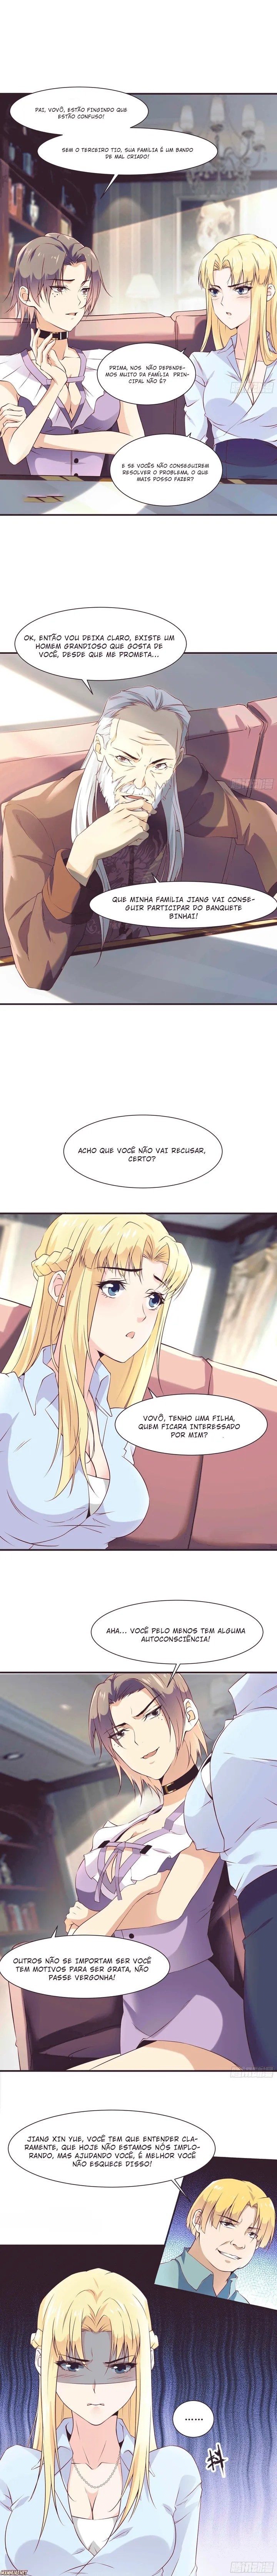 PAI, VOVÔ, ESTÃO FINGINDO QUE
ESTÃO CONFUSO!
SEM O TERCEIRO TIO, SUA FAMÍLIA É UM BANDO
DE MAL CRIADO!
PRIMA, NOS NÃO DEPENDE-
MOS MUITO DA FAMÍLIA PRIN-
CIPAL NÃO É?
E SE VOCÊS NÃO CONSEGUIREM
RESOLVER O PROBLEMA, O QUE
MAIS POSSO FAZER?
OK, ENTÃO VOU DEIXA CLARO, EXISTE UM
HOMEM GRANDIOSO QUE GOSTA DE
VOCÊ, DESDE QUE ME PROMETA...
QUE MINHA FAMÍLIA JIANG VAI CONSE-
GUIR PARTICIPAR DO BANQUETE
BINHAI!
ACHO QUE VOCÊ NÃO VAI RECUSAR,
CERTO?
VOVÔ, TENHO UMA FILHA,
QUEM FICARA INTERESSADO
POR MIM?
AHA... VOCÊ PELO MENOS TEM ALGUMA
AUTOCONSCIÊNCIA!
OUTROS NÃO SE IMPORTAM SER VOCÊ
TEM MOTIVOS PARA SER GRATA, NÃO
PASSE VERGONHA!
JIANG XIN YUE, VOCÊ TEM QUE ENTENDER CLA-
RAMENTE, QUE HOJE NÃO ESTAMOS NÓS IMPLO-
RANDO, MAS AJUDANDO VOCÊ, É MELHOR VOCÊ
NÃO ESQUECE DISSO!
......